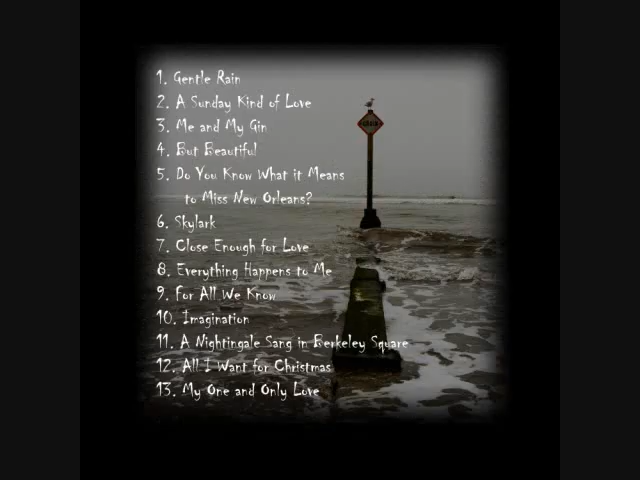 1. Gentle Rain
2. A Sunday Kind of Love
3. Me and My Gin
4. But Beautiful
5. Do You Know What it Means
to Miss New Orleans?
6. Skylark
7. Close Enough for Love
8. Everything Happens to Me
9. For All We Know
10. Imagination
11. A Nightingale Sang in Berkeley Square
12. All I Want for Christmas
13. My One and Only Love